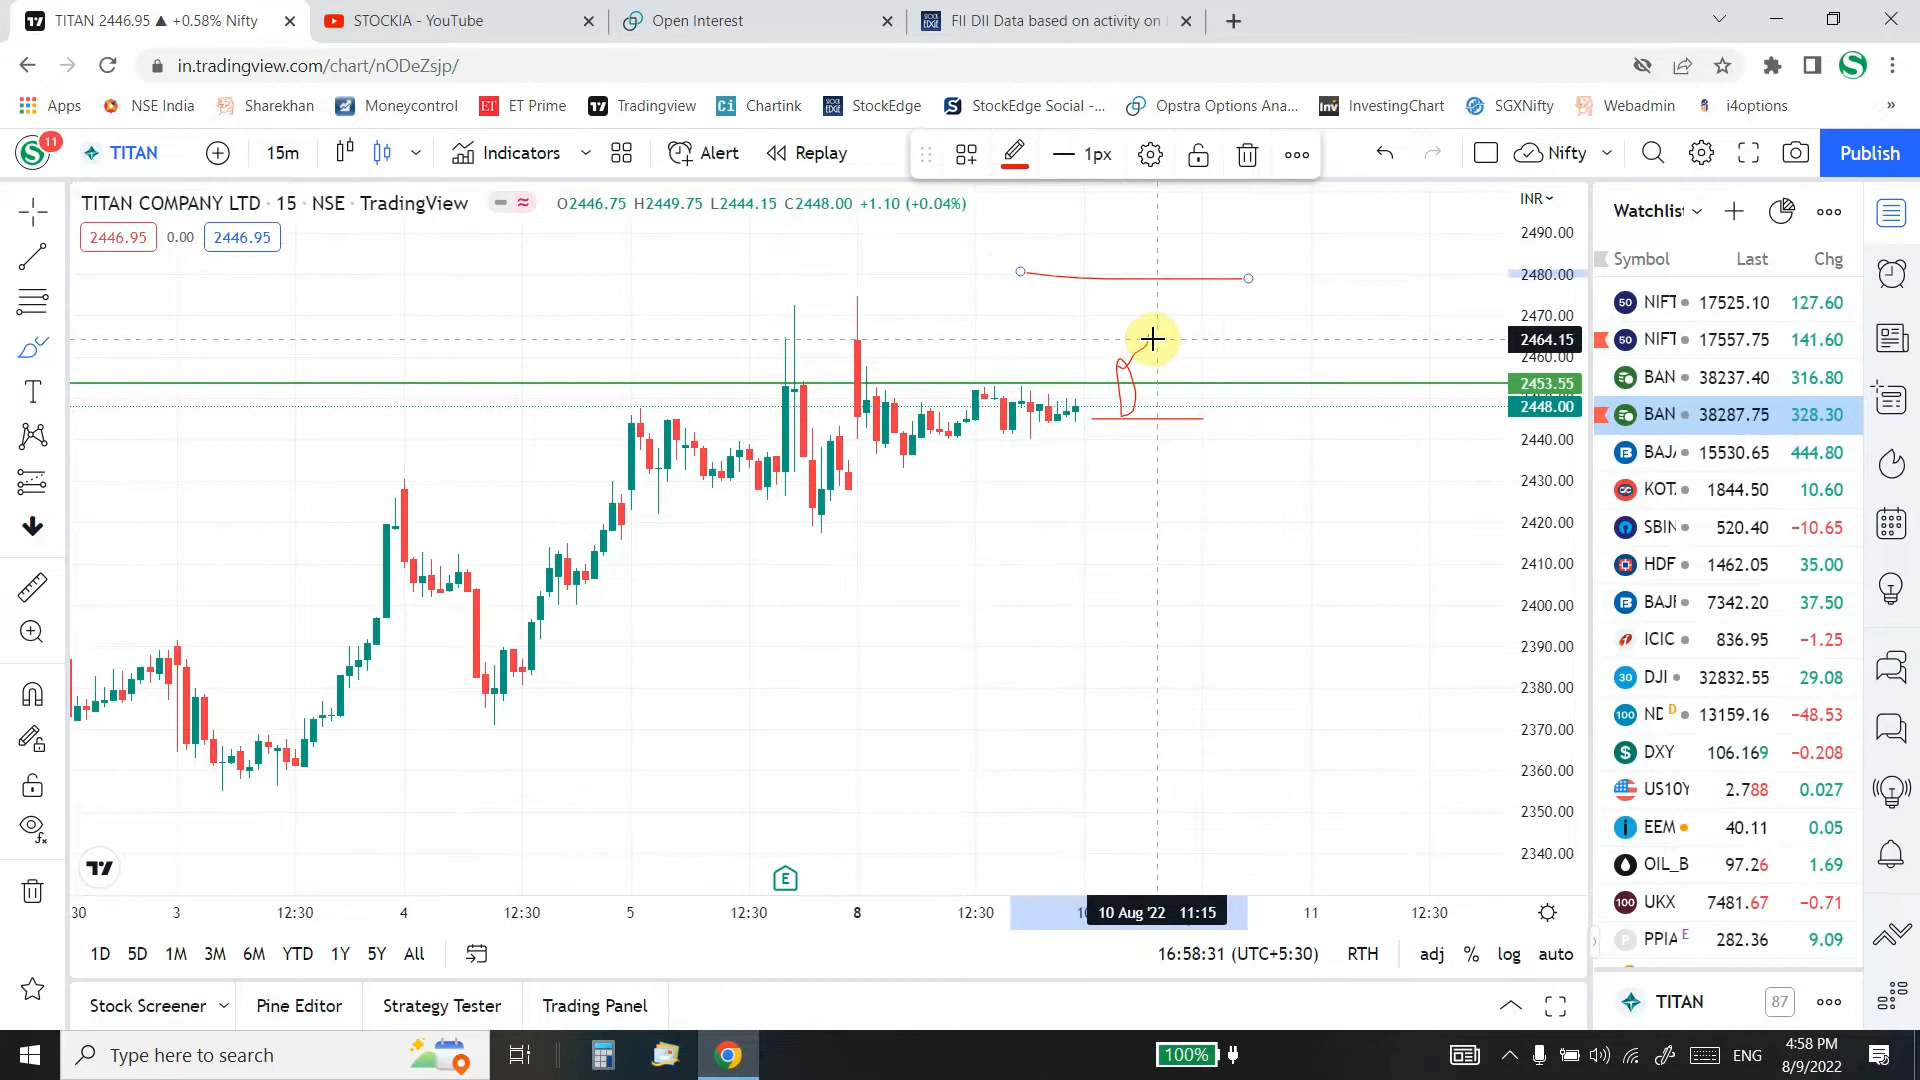 TITAN 2446.95 ▲ +0.58% Nifty
STOCKIA - YouTube
Open Interest
FII DII Data based on activity on
in.tradingview.com/chart/nODeZsjp/
Apps
NSE India
Sharekhan
Moneycontrol
ET Prime
Tradingview
Chartink
StockEdge
StockEdge Social -...
Opstra Options Ana...
InvestingChart
SGXNifty
Webadmin
i4options
11
TITAN
15m
Indicators
Alert
Replay
1px
Nifty
Publish
TITAN COMPANY LTD · 15 · NSE · TradingView
O2446.75 H2449.75 L2444.15 C2448.00 +1.10 (+0.04%)
2446.95 0.00 2446.95
INR
2490.00
2480.00
2470.00
2464.15
2460.00
2453.55
2448.00
2440.00
2430.00
2420.00
2410.00
2400.00
2390.00
2380.00
2370.00
2360.00
2350.00
2340.00
E
30 3 12:30 4 12:30 5 12:30 8 12:30 10 Aug '22 11:15 11 12:30
1D 5D 1M 3M 6M YTD 1Y 5Y All
16:58:31 (UTC+5:30) RTH adj % log auto
Stock Screener Pine Editor Strategy Tester Trading Panel
Watchlist
Symbol Last Chg
50 NIFT 17525.10 127.60
50 NIFT 17557.75 141.60
BAN 38237.40 316.80
BAN 38287.75 328.30
BAJ 15530.65 444.80
KOT 1844.50 10.60
SBIN 520.40 −10.65
HDF 1462.05 35.00
BAJF 7342.20 37.50
ICIC 836.95 −1.25
30 DJI 32832.55 29.08
100 ND D 13159.16 −48.53
$ DXY 106.169 −0.208
US10Y 2.788 0.027
EEM 40.11 0.05
OIL_B 97.26 1.69
100 UKX 7481.67 −0.71
P PPIA E 282.36 9.09
TITAN 87
Type here to search
100%
ENG
4:58 PM
8/9/2022